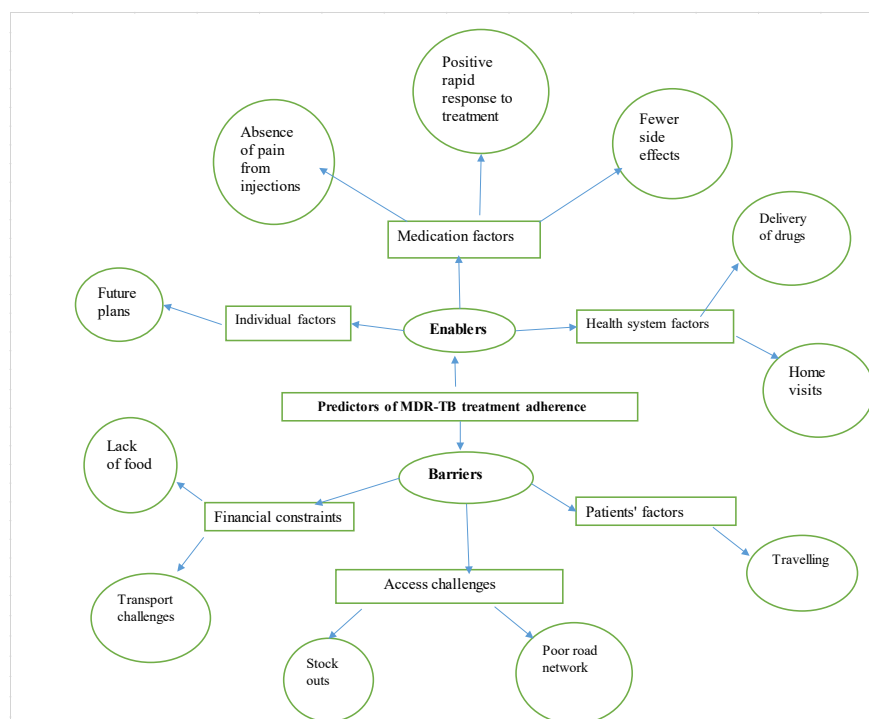 Positive
rapid
response to
treatment
Absence
of pain
from
injections
Fewer
side
effects
Medication factors
Delivery
of drugs
Future
plans
Individual factors
Enablers
Health system factors
Home
visits
Predictors of MDR-TB treatment adherence
Lack
of food
Barriers
Financial constraints
Patients' factors
Travelling
Transport
challenges
Access challenges
Stock
outs
Poor road
network